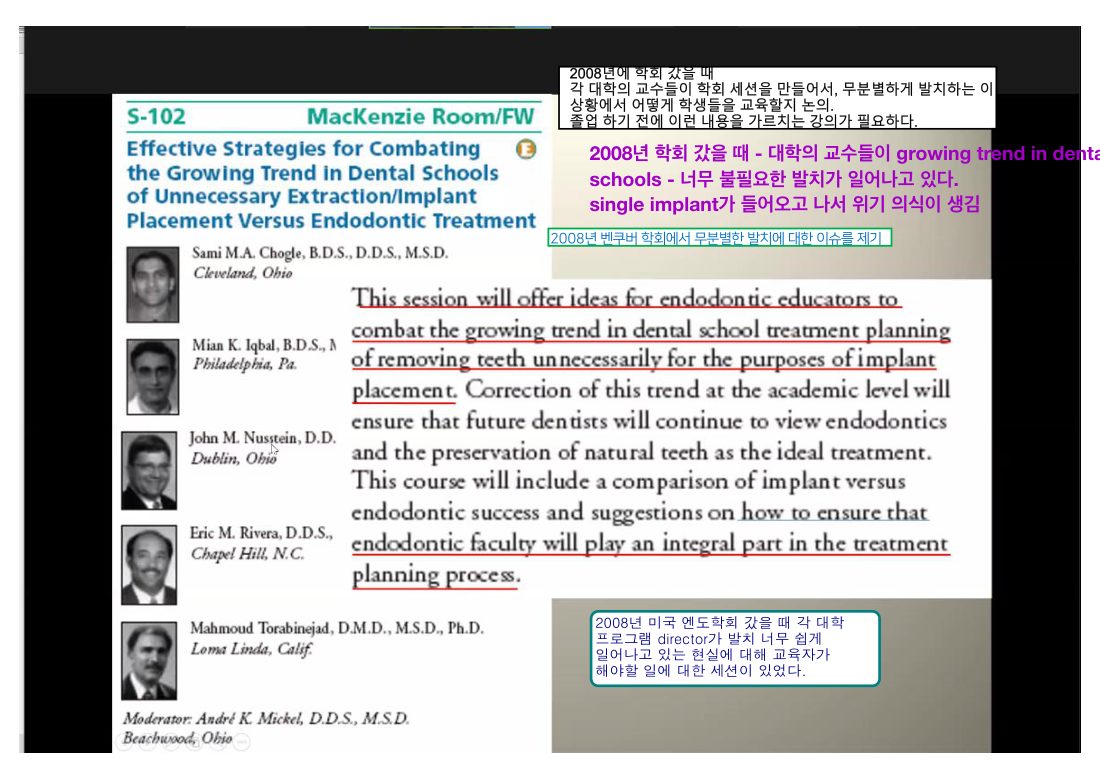 2008년에 학회 갔을 때
각 대학의 교수들이 학회 세션을 만들어서, 무분별하게 발치하는 이
상황에서 어떻게 학생들을 교육할지 논의.
졸업 하기 전에 이런 내용을 가르치는 강의가 필요하다.
S-102 MacKenzie Room/FW
Effective Strategies for Combating
the Growing Trend in Dental Schools
of Unnecessary Extraction/Implant
Placement Versus Endodontic Treatment
E
2008년 학회 갔을 때 - 대학의 교수들이 growing trend in denta
schools - 너무 불필요한 발치가 일어나고 있다.
single implant가 들어오고 나서 위기 의식이 생김
2008년 벤쿠버 학회에서 무분별한 발치에 대한 이슈를 제기
Sami M.A. Chogle, B.D.S., D.D.S., M.S.D.
Cleveland, Ohio
Mian K. Iqbal, B.D.S., M
Philadelphia, Pa.
John M. Nusstein, D.D.
Dublin, Ohio
Eric M. Rivera, D.D.S.,
Chapel Hill, N.C.
Mahmoud Torabinejad, D.M.D., M.S.D., Ph.D.
Loma Linda, Calif.
Moderator: André K. Mickel, D.D.S., M.S.D.
Beachwood, Ohio
This session will offer ideas for endodontic educators to
combat the growing trend in dental school treatment planning
of removing teeth unnecessarily for the purposes of implant
placement. Correction of this trend at the academic level will
ensure that future dentists will continue to view endodontics
and the preservation of natural teeth as the ideal treatment.
This course will include a comparison of implant versus
endodontic success and suggestions on how to ensure that
endodontic faculty will play an integral part in the treatment
planning process.
2008년 미국 엔도학회 갔을 때 각 대학
프로그램 director가 발치 너무 쉽게
일어나고 있는 현실에 대해 교육자가
해야할 일에 대한 세션이 있었다.